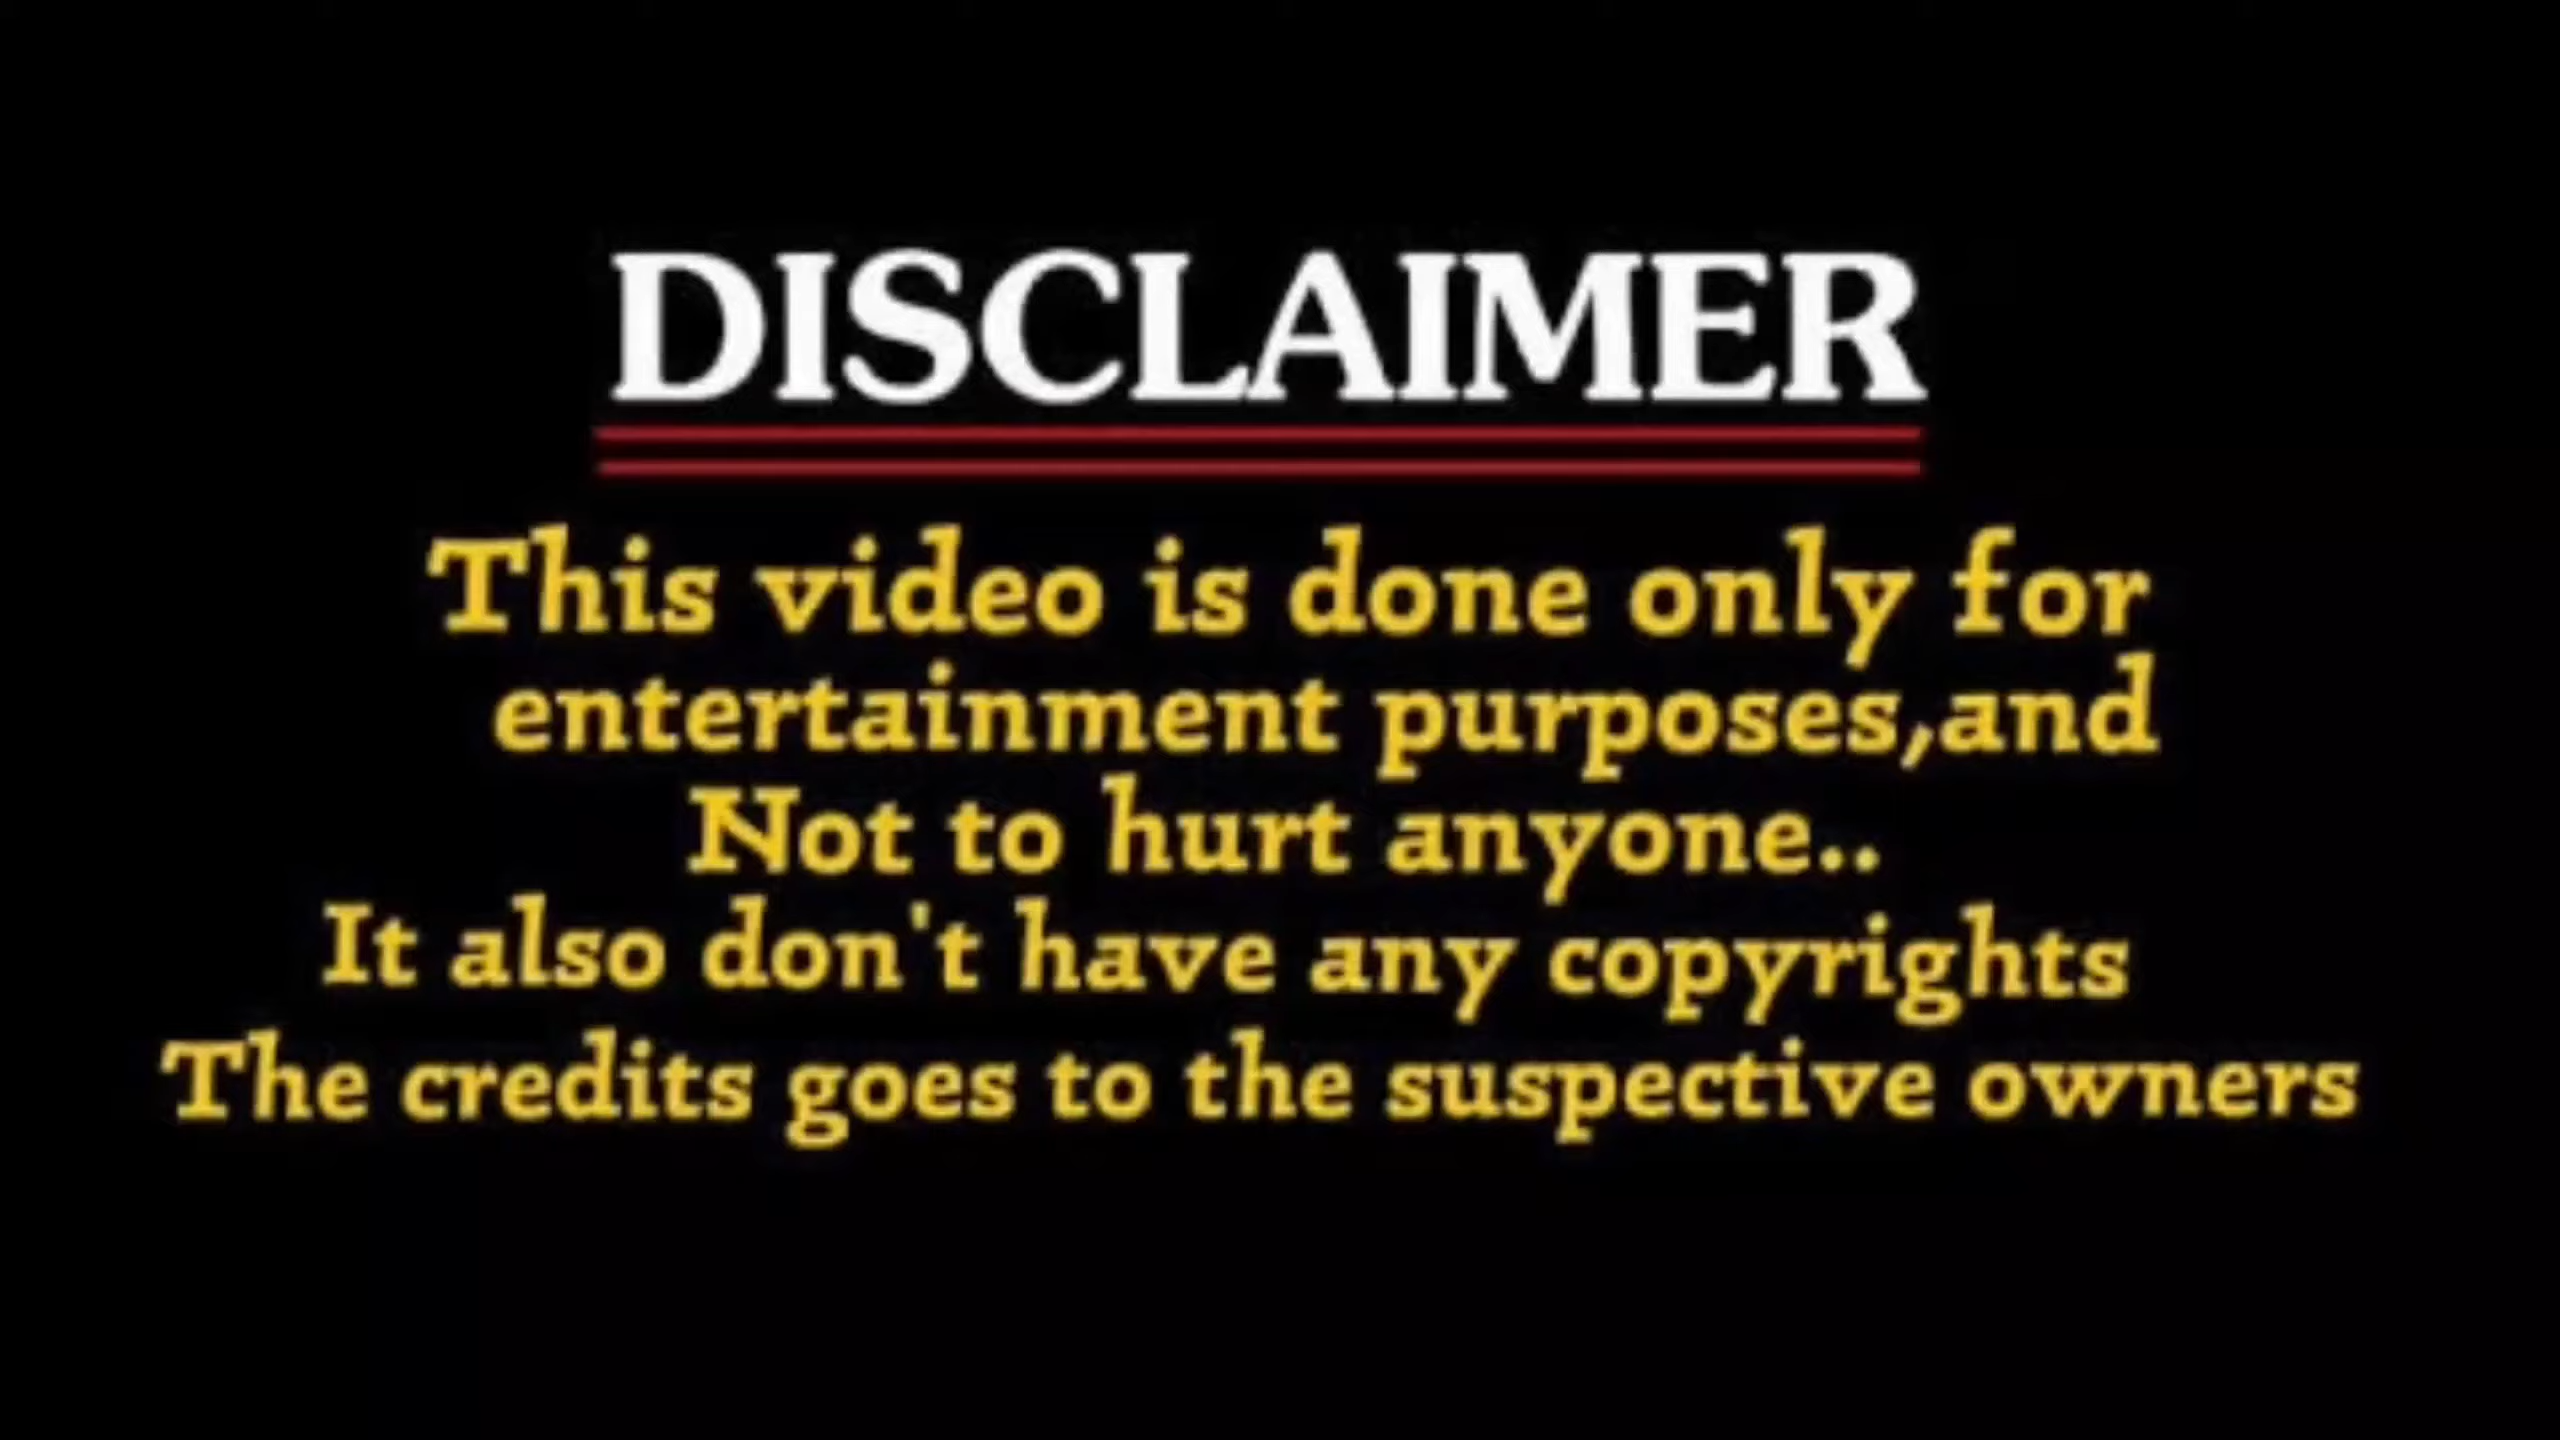 DISCLAIMER
This video is done only for
entertainment purposes,and
Not to hurt anyone..
It also don't have any copyrights
The credits goes to the suspective owners